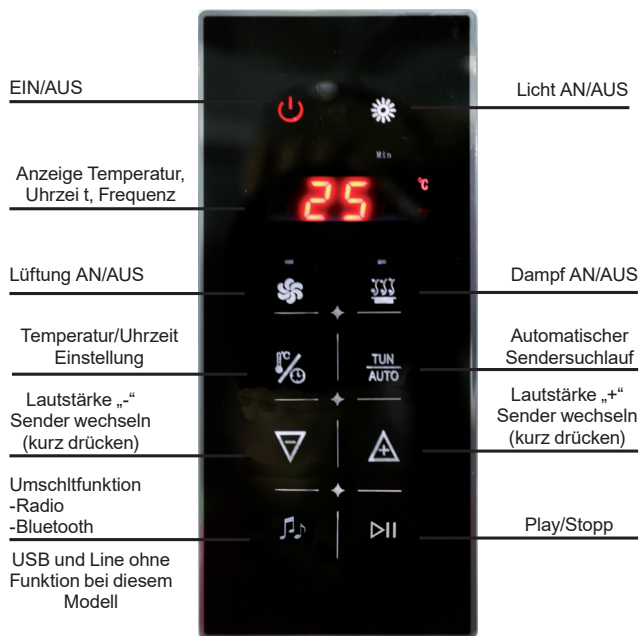 EIN/AUS
Licht AN/AUS
Min
Anzeige Temperatur,
Uhrzei t, Frequenz
25
°C
Lüftung AN/AUS
Dampf AN/AUS
Temperatur/Uhrzeit
Einstellung
°C
TUN
AUTO
Automatischer
Sendersuchlauf
Lautstärke „-“
Sender wechseln
(kurz drücken)
Lautstärke „+“
Sender wechseln
(kurz drücken)
Umschltfunktion
-Radio
-Bluetooth
Play/Stopp
USB und Line ohne
Funktion bei diesem
Modell